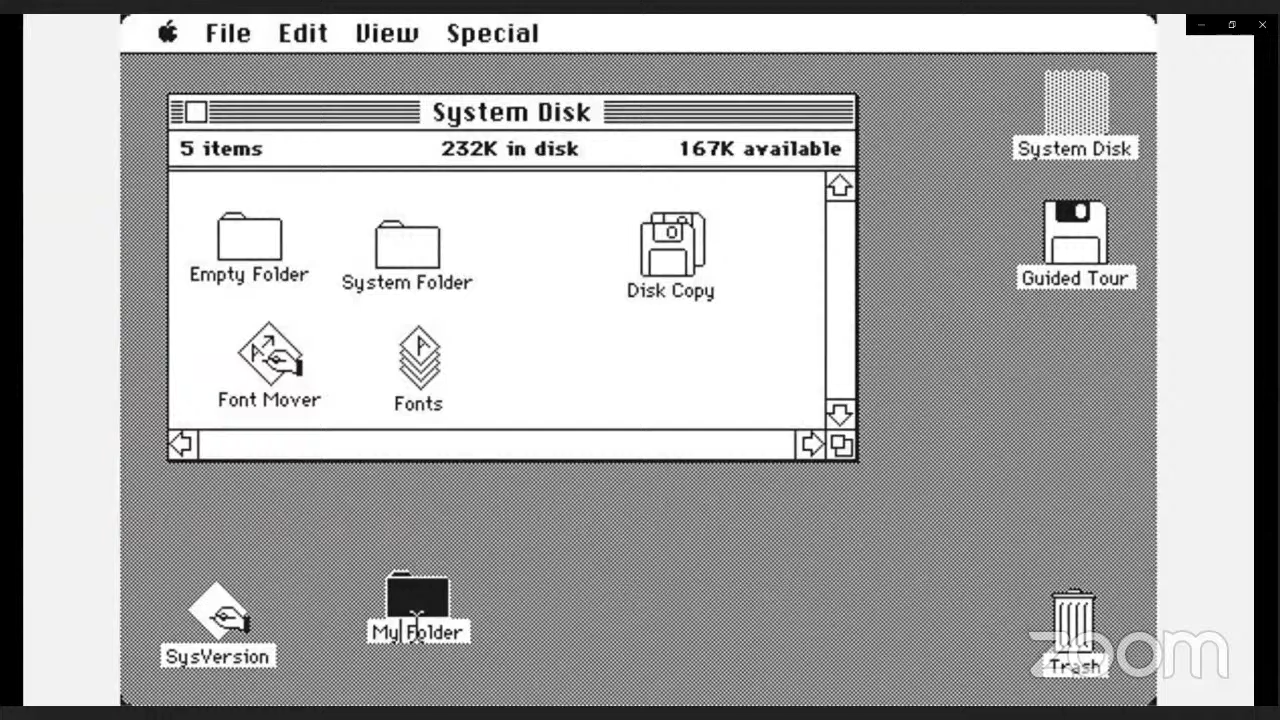 File Edit View Special
System Disk
5 items 232K in disk 167K available
Empty Folder
System Folder
Disk Copy
Font Mover
Fonts
System Disk
Guided Tour
SysVersion
My Folder
Trash
zoom